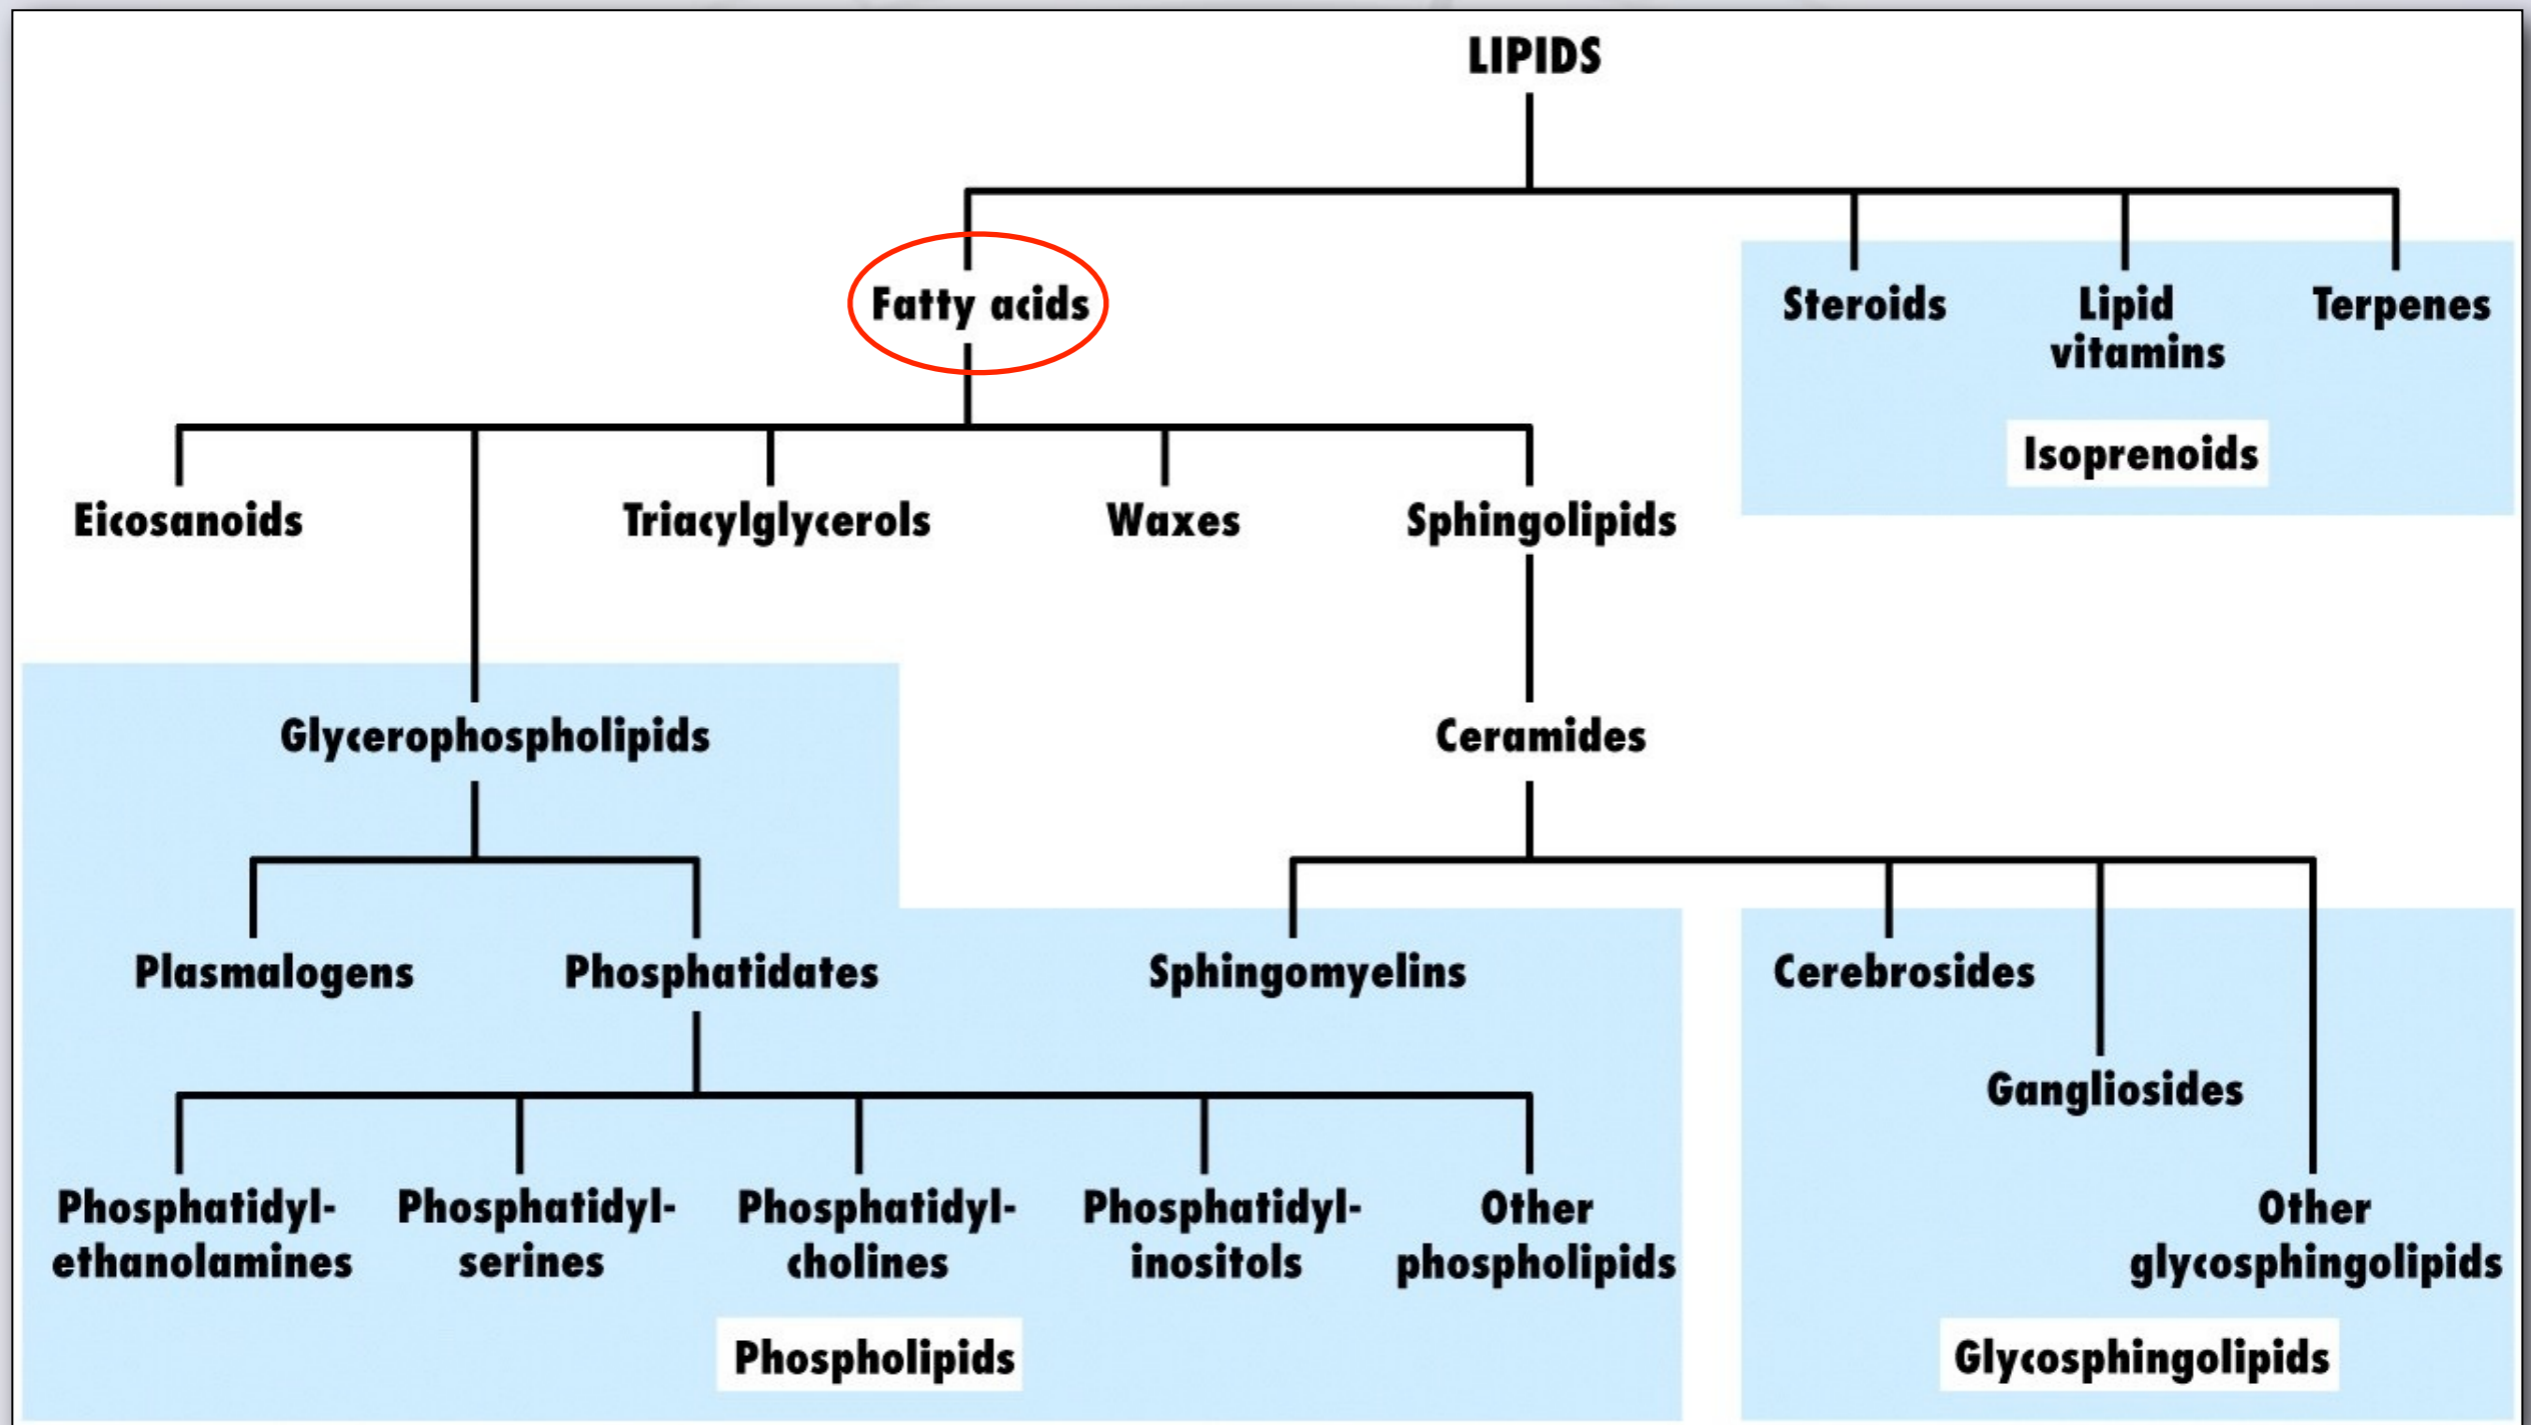 LIPIDS
Fatty acids
Steroids
Lipid
vitamins
Terpenes
Isoprenoids
Eicosanoids
Triacylglycerols
Waxes
Sphingolipids
Glycerophospholipids
Ceramides
Plasmalogens
Phosphatidates
Sphingomyelins
Cerebrosides
Gangliosides
Phosphatidyl-
ethanolamines
Phosphatidyl-
serines
Phosphatidyl-
cholines
Phosphatidyl-
inositols
Other
phospholipids
Other
glycosphingolipids
Phospholipids
Glycosphingolipids